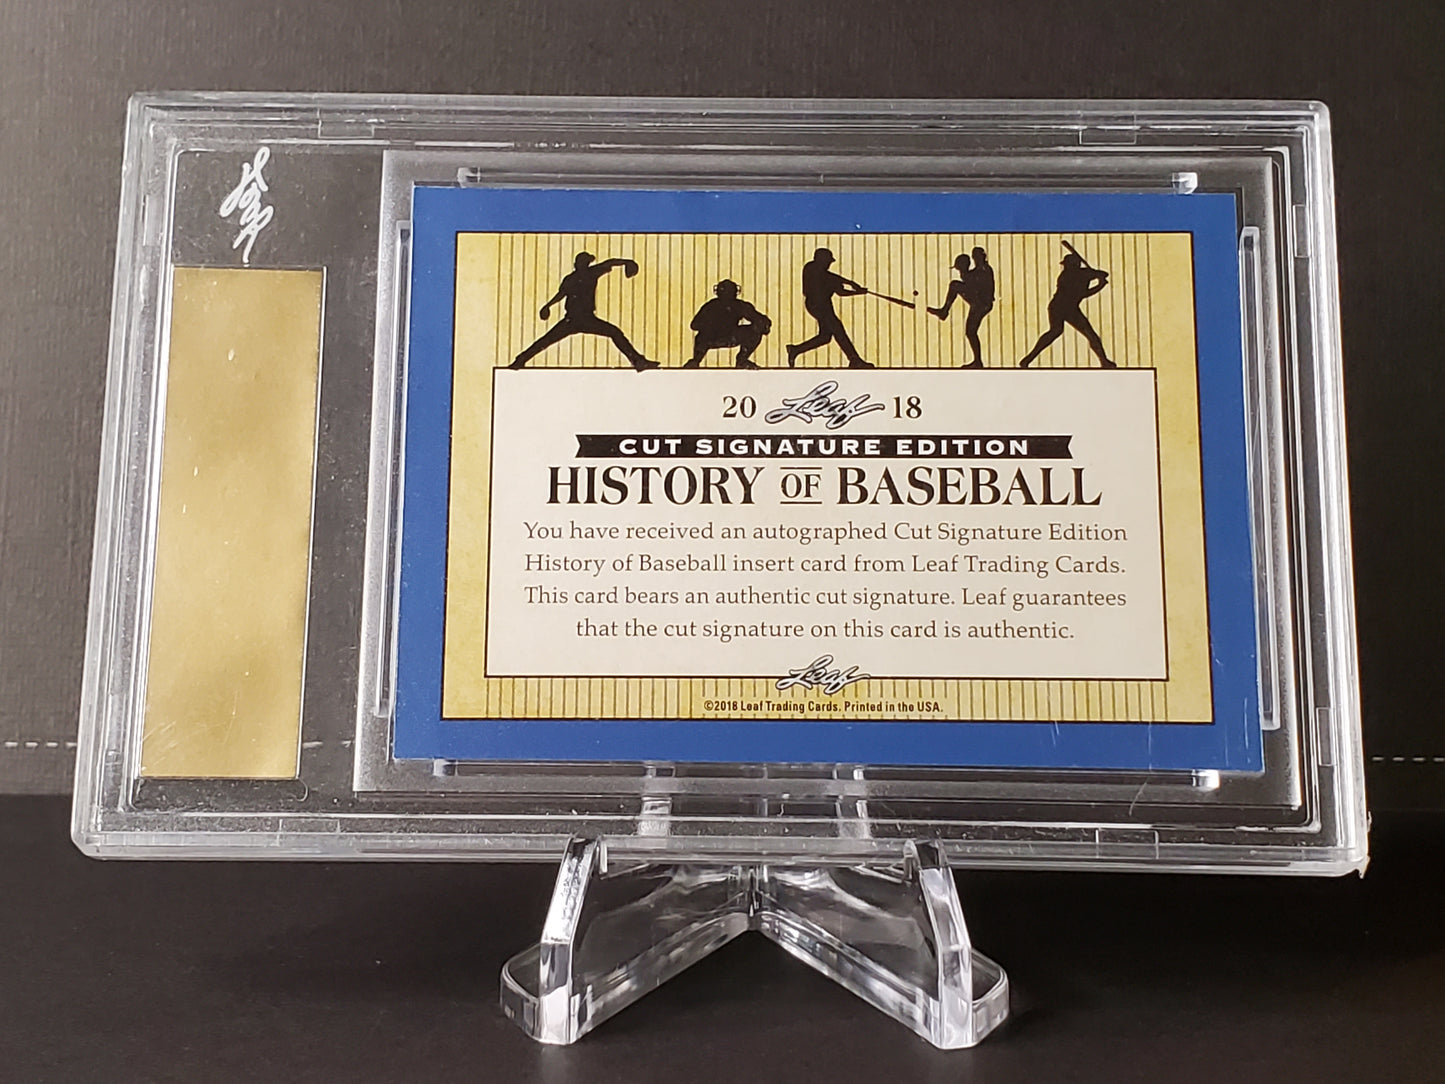 20 Leaf 18
CUT SIGNATURE EDITION
HISTORY OF BASEBALL
You have received an autographed Cut Signature Edition
History of Baseball insert card from Leaf Trading Cards.
This card bears an authentic cut signature. Leaf guarantees
that the cut signature on this card is authentic.
Leaf
©2018 Leaf Trading Cards. Printed in the USA.